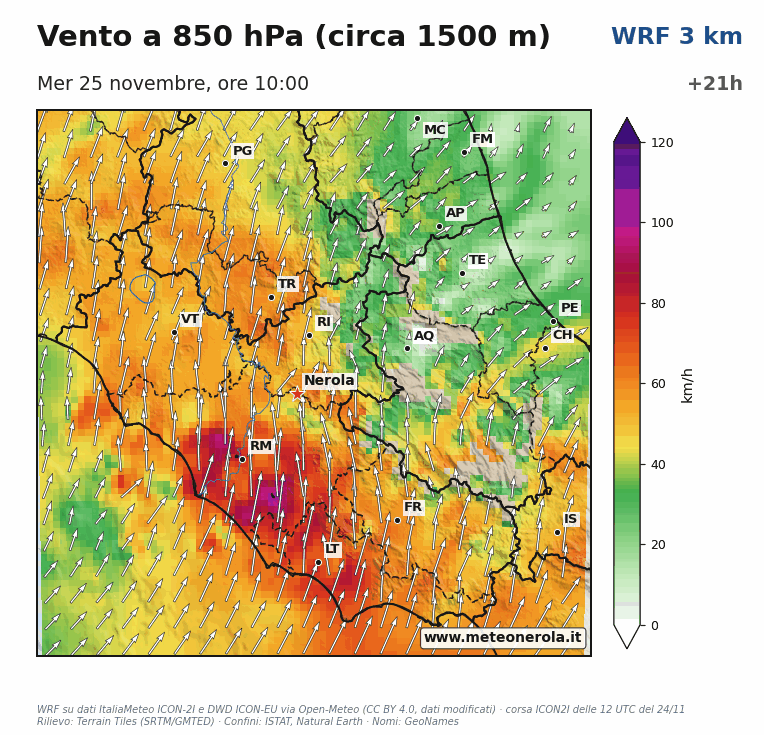 Vento a 850 hPa (circa 1500 m)
WRF 3 km
Mer 25 novembre, ore 10:00
+21h
MC
FM
PG
AP
TE
TR
PE
VT
RI
AQ
CH
Nerola
RM
FR
IS
LT
www.meteonerola.it
120
100
80
60
40
20
0
km/h
WRF su dati ItaliaMeteo ICON-2I e DWD ICON-EU via Open-Meteo (CC BY 4.0, dati modificati) · corsa ICON2I delle 12 UTC del 24/11
Rilievo: Terrain Tiles (SRTM/GMTED) · Confini: ISTAT, Natural Earth · Nomi: GeoNames